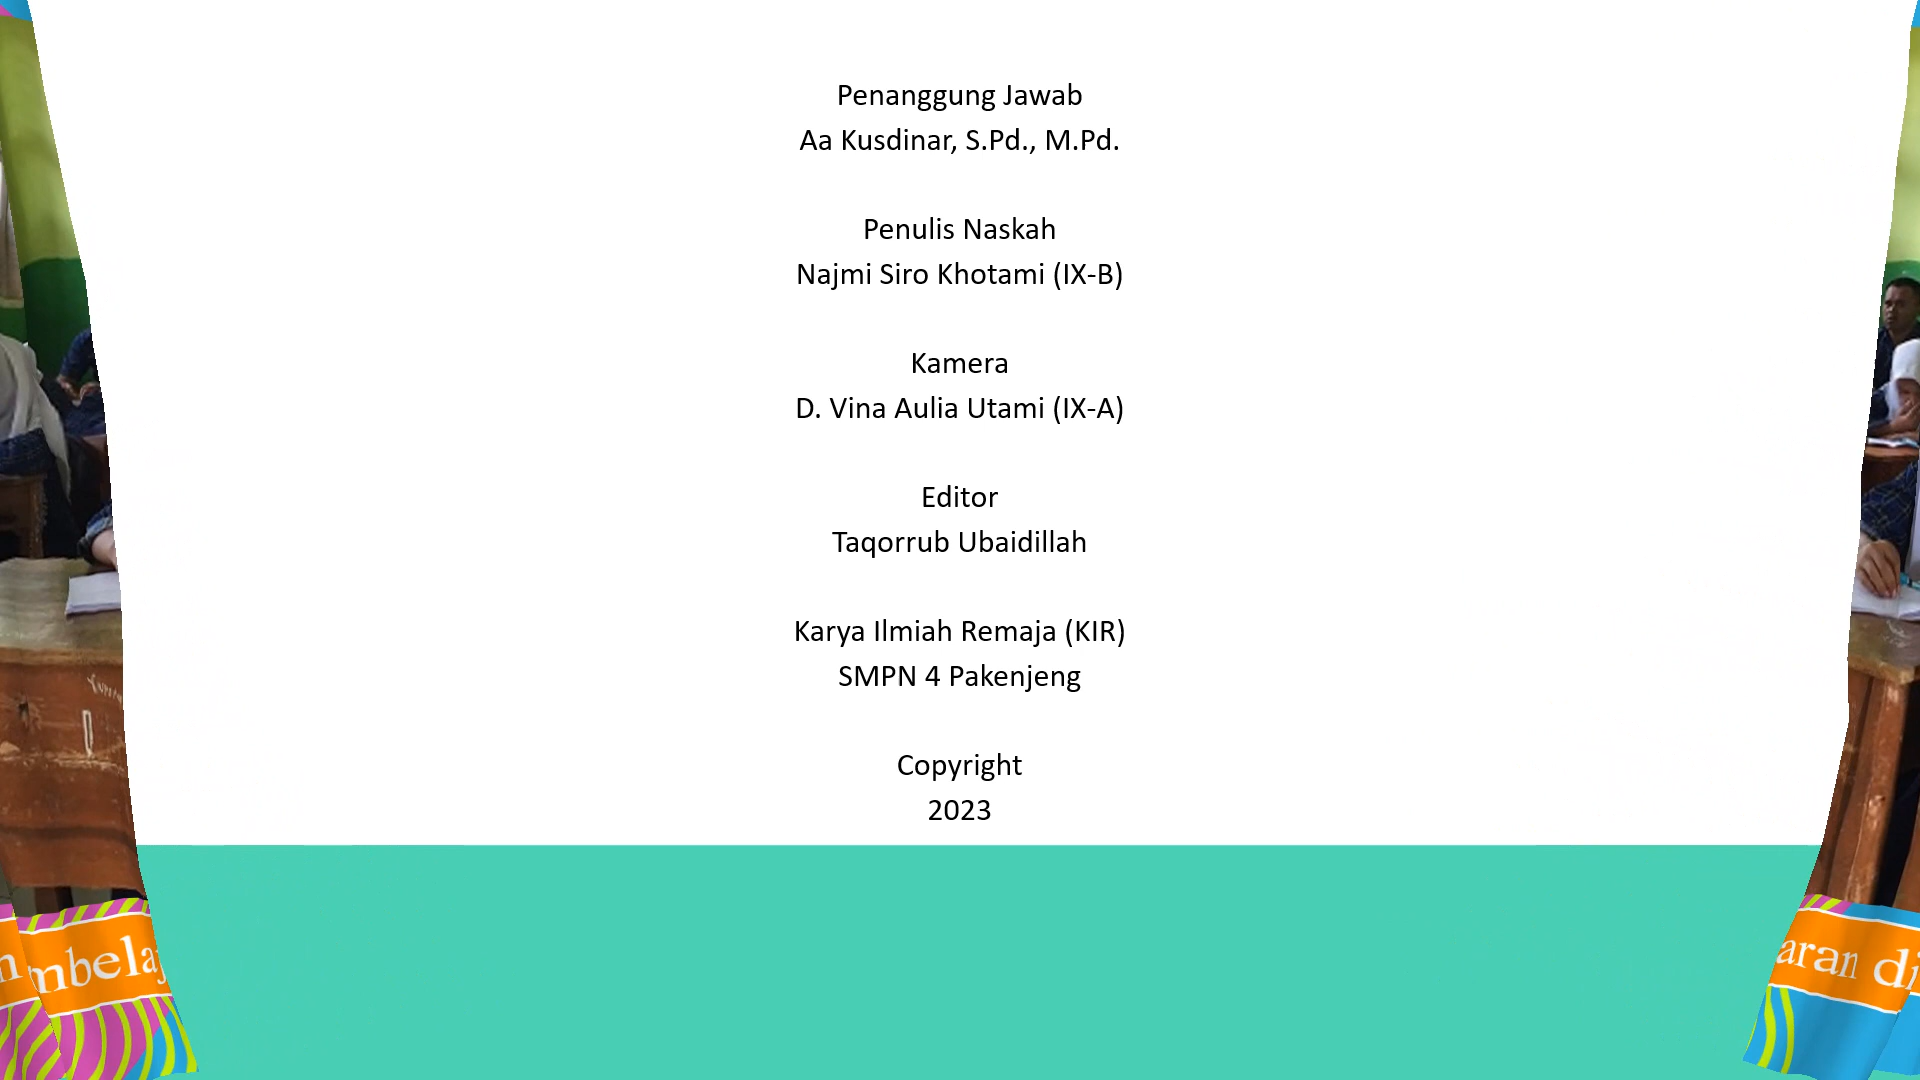 Penanggung Jawab
Aa Kusdinar, S.Pd., M.Pd.
Penulis Naskah
Najmi Siro Khotami (IX-B)
Kamera
D. Vina Aulia Utami (IX-A)
Editor
Taqorrub Ubaidillah
Karya Ilmiah Remaja (KIR)
SMPN 4 Pakenjeng
Copyright
2023
n mbelaj
aran di